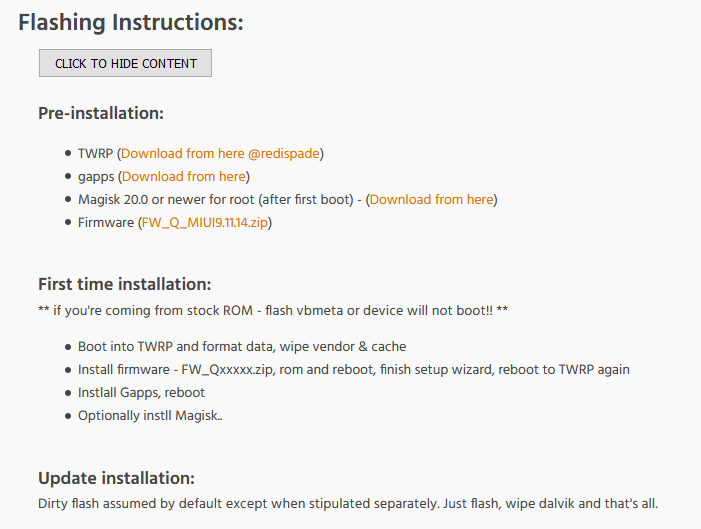 Flashing Instructions:
CLICK TO HIDE CONTENT
Pre-installation:
TWRP (Download from here @redispade)
gapps (Download from here)
Magisk 20.0 or newer for root (after first boot) - (Download from here)
Firmware (FW_Q_MIUI9.11.14.zip)
First time installation:
** if you're coming from stock ROM - flash vbmeta or device will not boot!! **
Boot into TWRP and format data, wipe vendor & cache
Install firmware - FW_Qxxxxx.zip, rom and reboot, finish setup wizard, reboot to TWRP again
Instlall Gapps, reboot
Optionally instll Magisk..
Update installation:
Dirty flash assumed by default except when stipulated separately. Just flash, wipe dalvik and that's all.